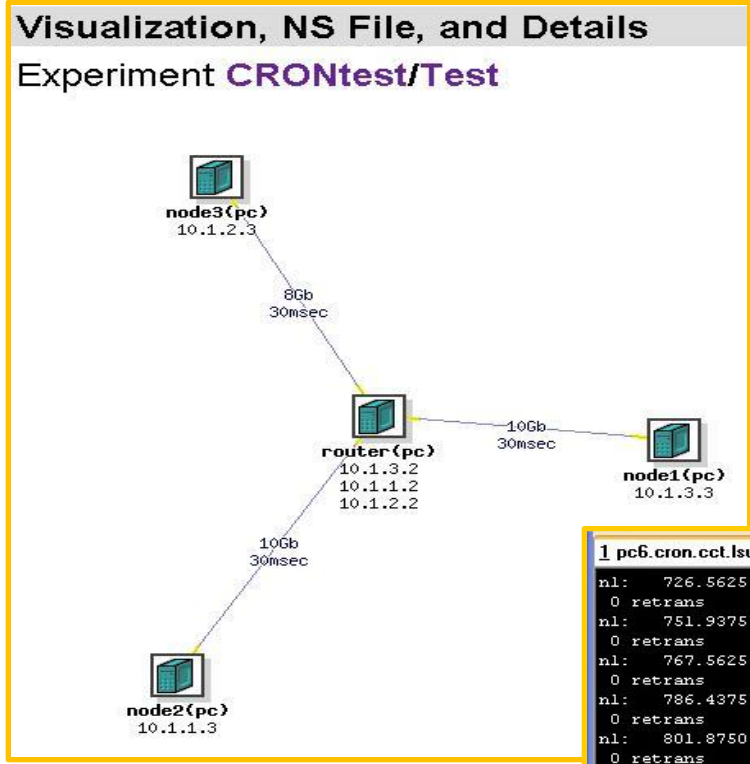 Visualization, NS File, and Details
Experiment CRONtest/Test
node3(pc)
10.1.2.3
8Gb
30msec
router(pc)
10.1.3.2
10.1.1.2
10.1.2.2
10Gb
30msec
node1(pc)
10.1.3.3
10Gb
30msec
node2(pc)
10.1.1.3
1 pc6.cron.cct.lsu
nl: 726.5625
0 retrans
nl: 751.9375
0 retrans
nl: 767.5625
0 retrans
nl: 786.4375
0 retrans
nl: 801.8750
0 retrans